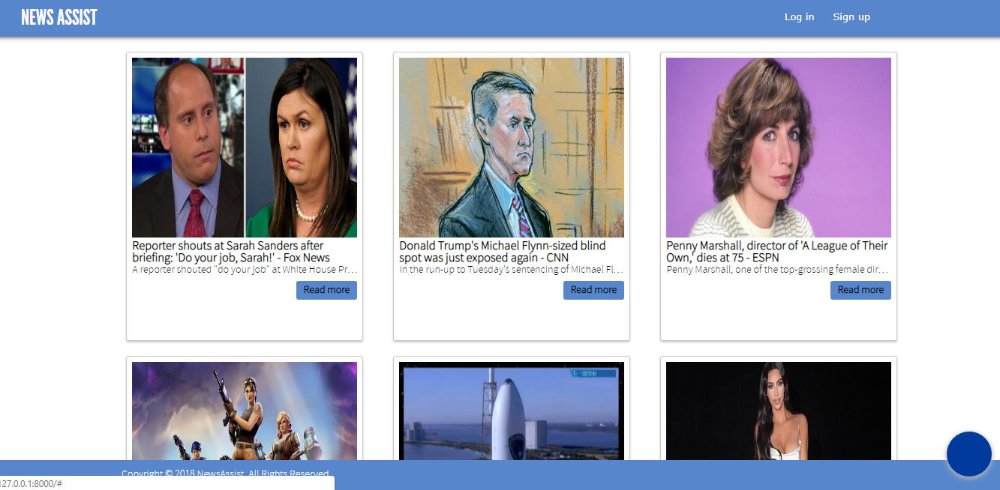 NEWS ASSIST
Log in
Sign up
Reporter shouts at Sarah Sanders after
briefing: 'Do your job, Sarah!' - Fox News
A reporter shouted "do your job" at White House Pr...
Read more
Donald Trump's Michael Flynn-sized blind
spot was just exposed again - CNN
In the run-up to Tuesday's sentencing of Michael Fl...
Read more
Penny Marshall, director of 'A League of Their
Own,' dies at 75 - ESPN
Penny Marshall, one of the top-grossing female dir...
Read more
Copyright © 2018 NewsAssist. All Rights Reserved
127.0.0.1:8000/#